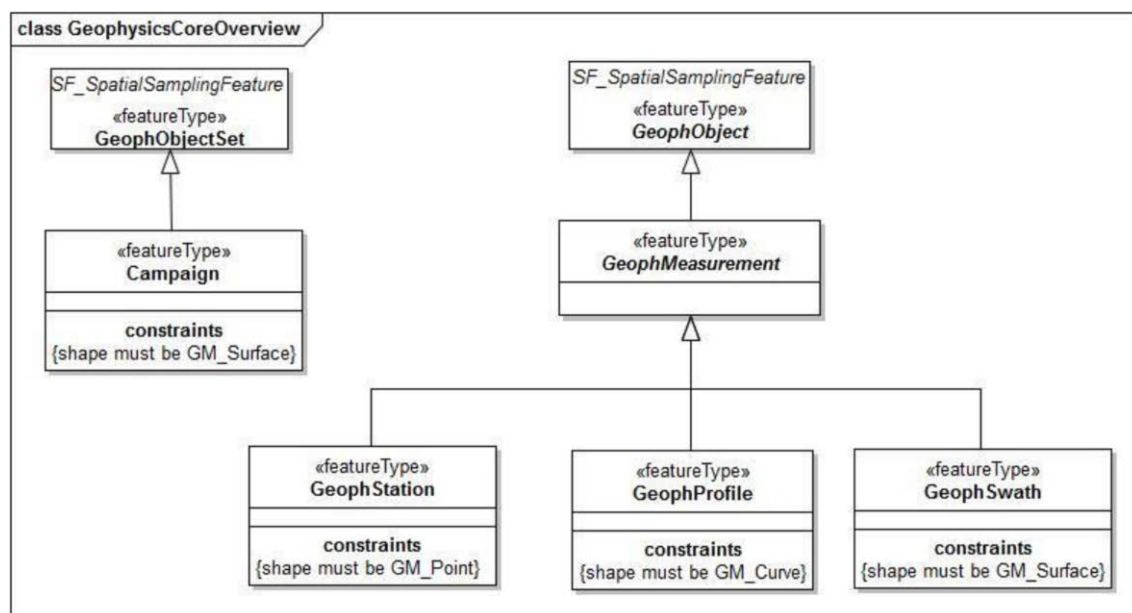 class GeophysicsCoreOverview
SF_SpatialSamplingFeature
«featureType»
GeophObjectSet
SF_SpatialSamplingFeature
«featureType»
GeophObject
«featureType»
Campaign
constraints
{shape must be GM_Surface}
«featureType»
GeophMeasurement
«featureType»
GeophStation
constraints
{shape must be GM_Point}
«featureType»
GeophProfile
constraints
{shape must be GM_Curve}
«featureType»
GeophSwath
constraints
{shape must be GM_Surface}